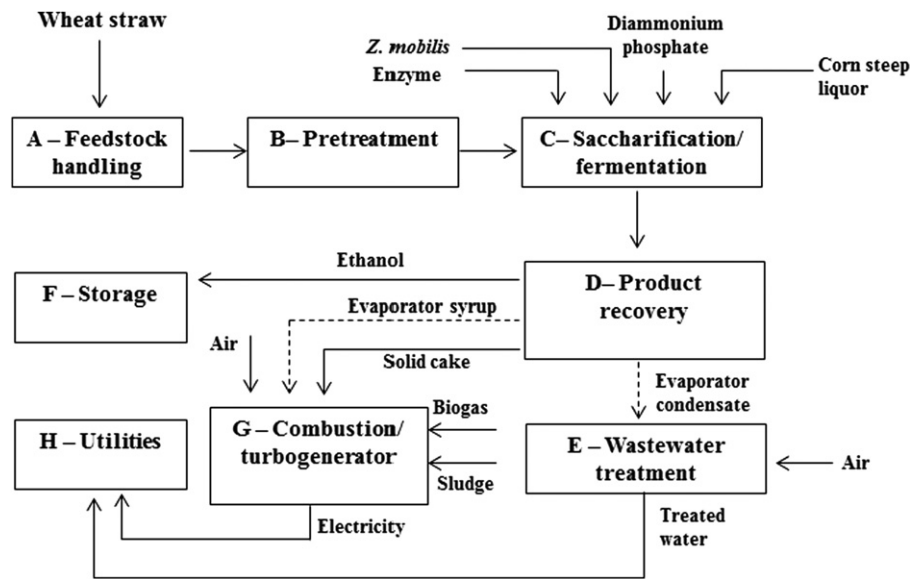 Wheat straw
Z. mobilis
Enzyme
Diammonium
phosphate
Corn steep
liquor
A – Feedstock
handling
B– Pretreatment
C– Saccharification/
fermentation
Ethanol
F – Storage
D– Product
recovery
Evaporator syrup
Air
Solid cake
Evaporator
condensate
H – Utilities
G – Combustion/
turbogenerator
Biogas
Sludge
E – Wastewater
treatment
Air
Electricity
Treated
water